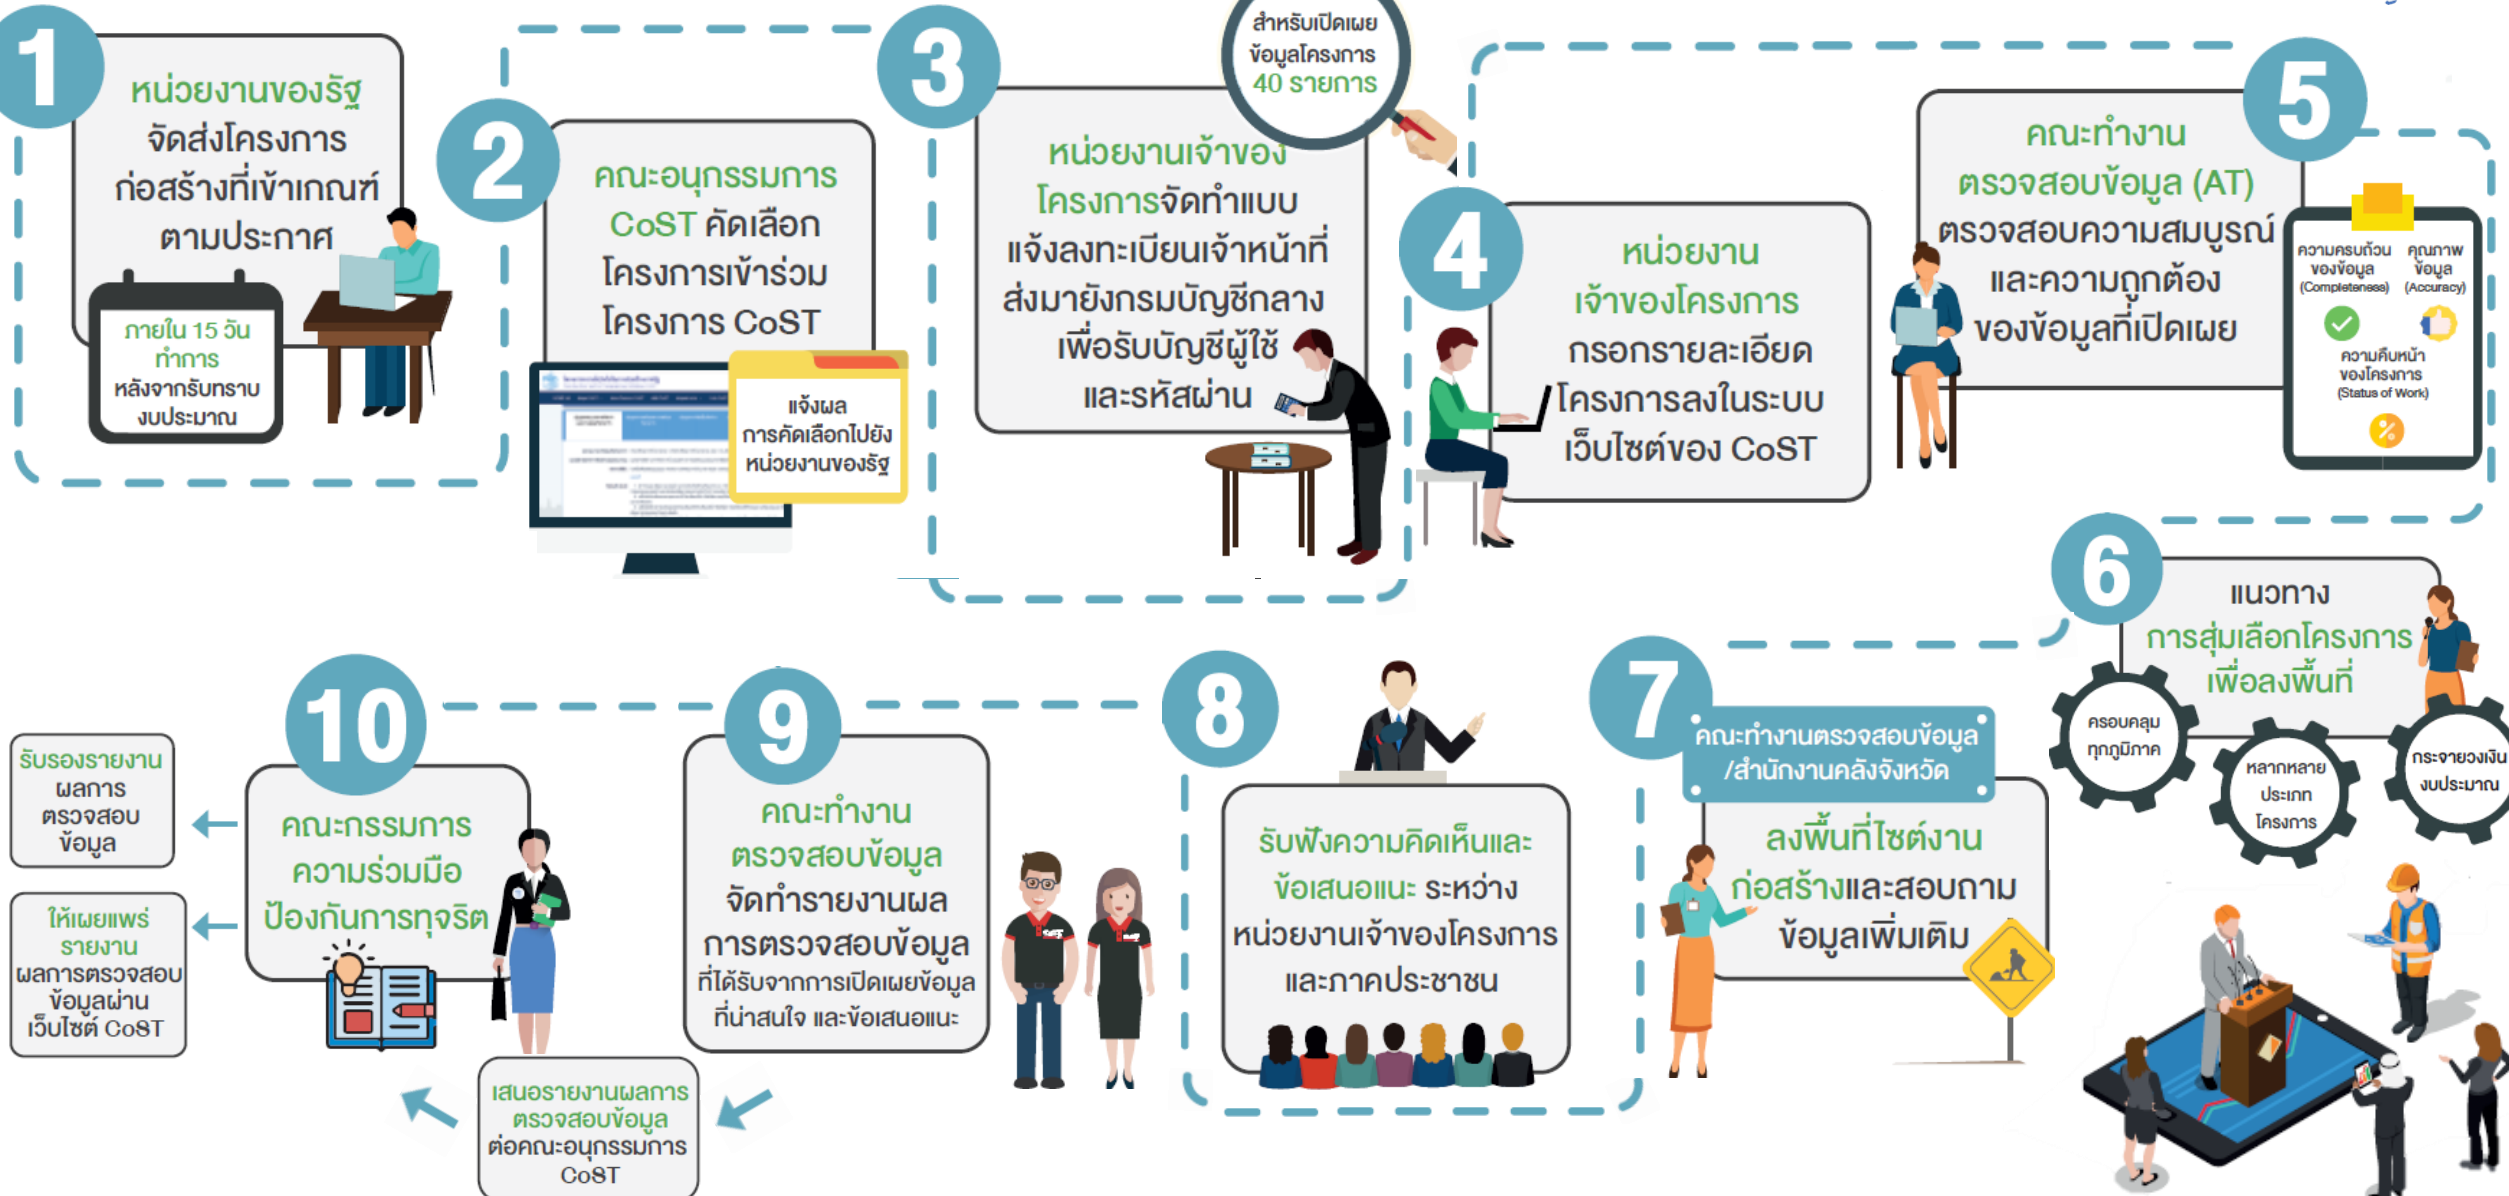 1
หน่วยงานของรัฐ
จัดส่งโครงการ
ก่อสร้างที่เข้าเกณฑ์
ตามประกาศ
ภายใน 15 วัน
ทำการ
หลังจากรับทราบ
งบประมาณ
2
คณะอนุกรรมการ
CoST คัดเลือก
โครงการเข้าร่วม
โครงการ CoST
แจ้งผล
การคัดเลือกไปยัง
หน่วยงานของรัฐ
3
สำหรับเปิดเผย
ข้อมูลโครงการ
40 รายการ
หน่วยงานเจ้าของ
โครงการจัดทำแบบ
แจ้งลงทะเบียนเจ้าหน้าที่
ส่งมายังกรมบัญชีกลาง
เพื่อรับบัญชีผู้ใช้
และรหัสผ่าน
4
หน่วยงาน
เจ้าของโครงการ
กรอกรายละเอียด
โครงการลงในระบบ
เว็บไซต์ของ CoST
5
คณะทำงาน
ตรวจสอบข้อมูล (AT)
ตรวจสอบความสมบูรณ์
และความถูกต้อง
ของข้อมูลที่เปิดเผย
ความครบถ้วน
ของข้อมูล
(Completeness)
คุณภาพ
ข้อมูล
(Accuracy)
ความคืบหน้า
ของโครงการ
(Status of Work)
%
6
แนวทาง
การสุ่มเลือกโครงการ
เพื่อลงพื้นที่
ครอบคลุม
ทุกภูมิภาค
หลากหลาย
ประเภท
โครงการ
กระจายวงเงิน
งบประมาณ
7
คณะทำงานตรวจสอบข้อมูล
/สำนักงานคลังจังหวัด
ลงพื้นที่ไซต์งาน
ก่อสร้างและสอบถาม
ข้อมูลเพิ่มเติม
8
รับฟังความคิดเห็นและ
ข้อเสนอแนะ ระหว่าง
หน่วยงานเจ้าของโครงการ
และภาคประชาชน
9
คณะทำงาน
ตรวจสอบข้อมูล
จัดทำรายงานผล
การตรวจสอบข้อมูล
ที่ได้รับจากการเปิดเผยข้อมูล
ที่น่าสนใจ และข้อเสนอแนะ
เสนอรายงานผลการ
ตรวจสอบข้อมูล
ต่อคณะอนุกรรมการ
CoST
10
คณะกรรมการ
ความร่วมมือ
ป้องกันการทุจริต
รับรองรายงาน
ผลการ
ตรวจสอบ
ข้อมูล
ให้เผยแพร่
รายงาน
ผลการตรวจสอบ
ข้อมูลผ่าน
เว็บไซต์ CoST